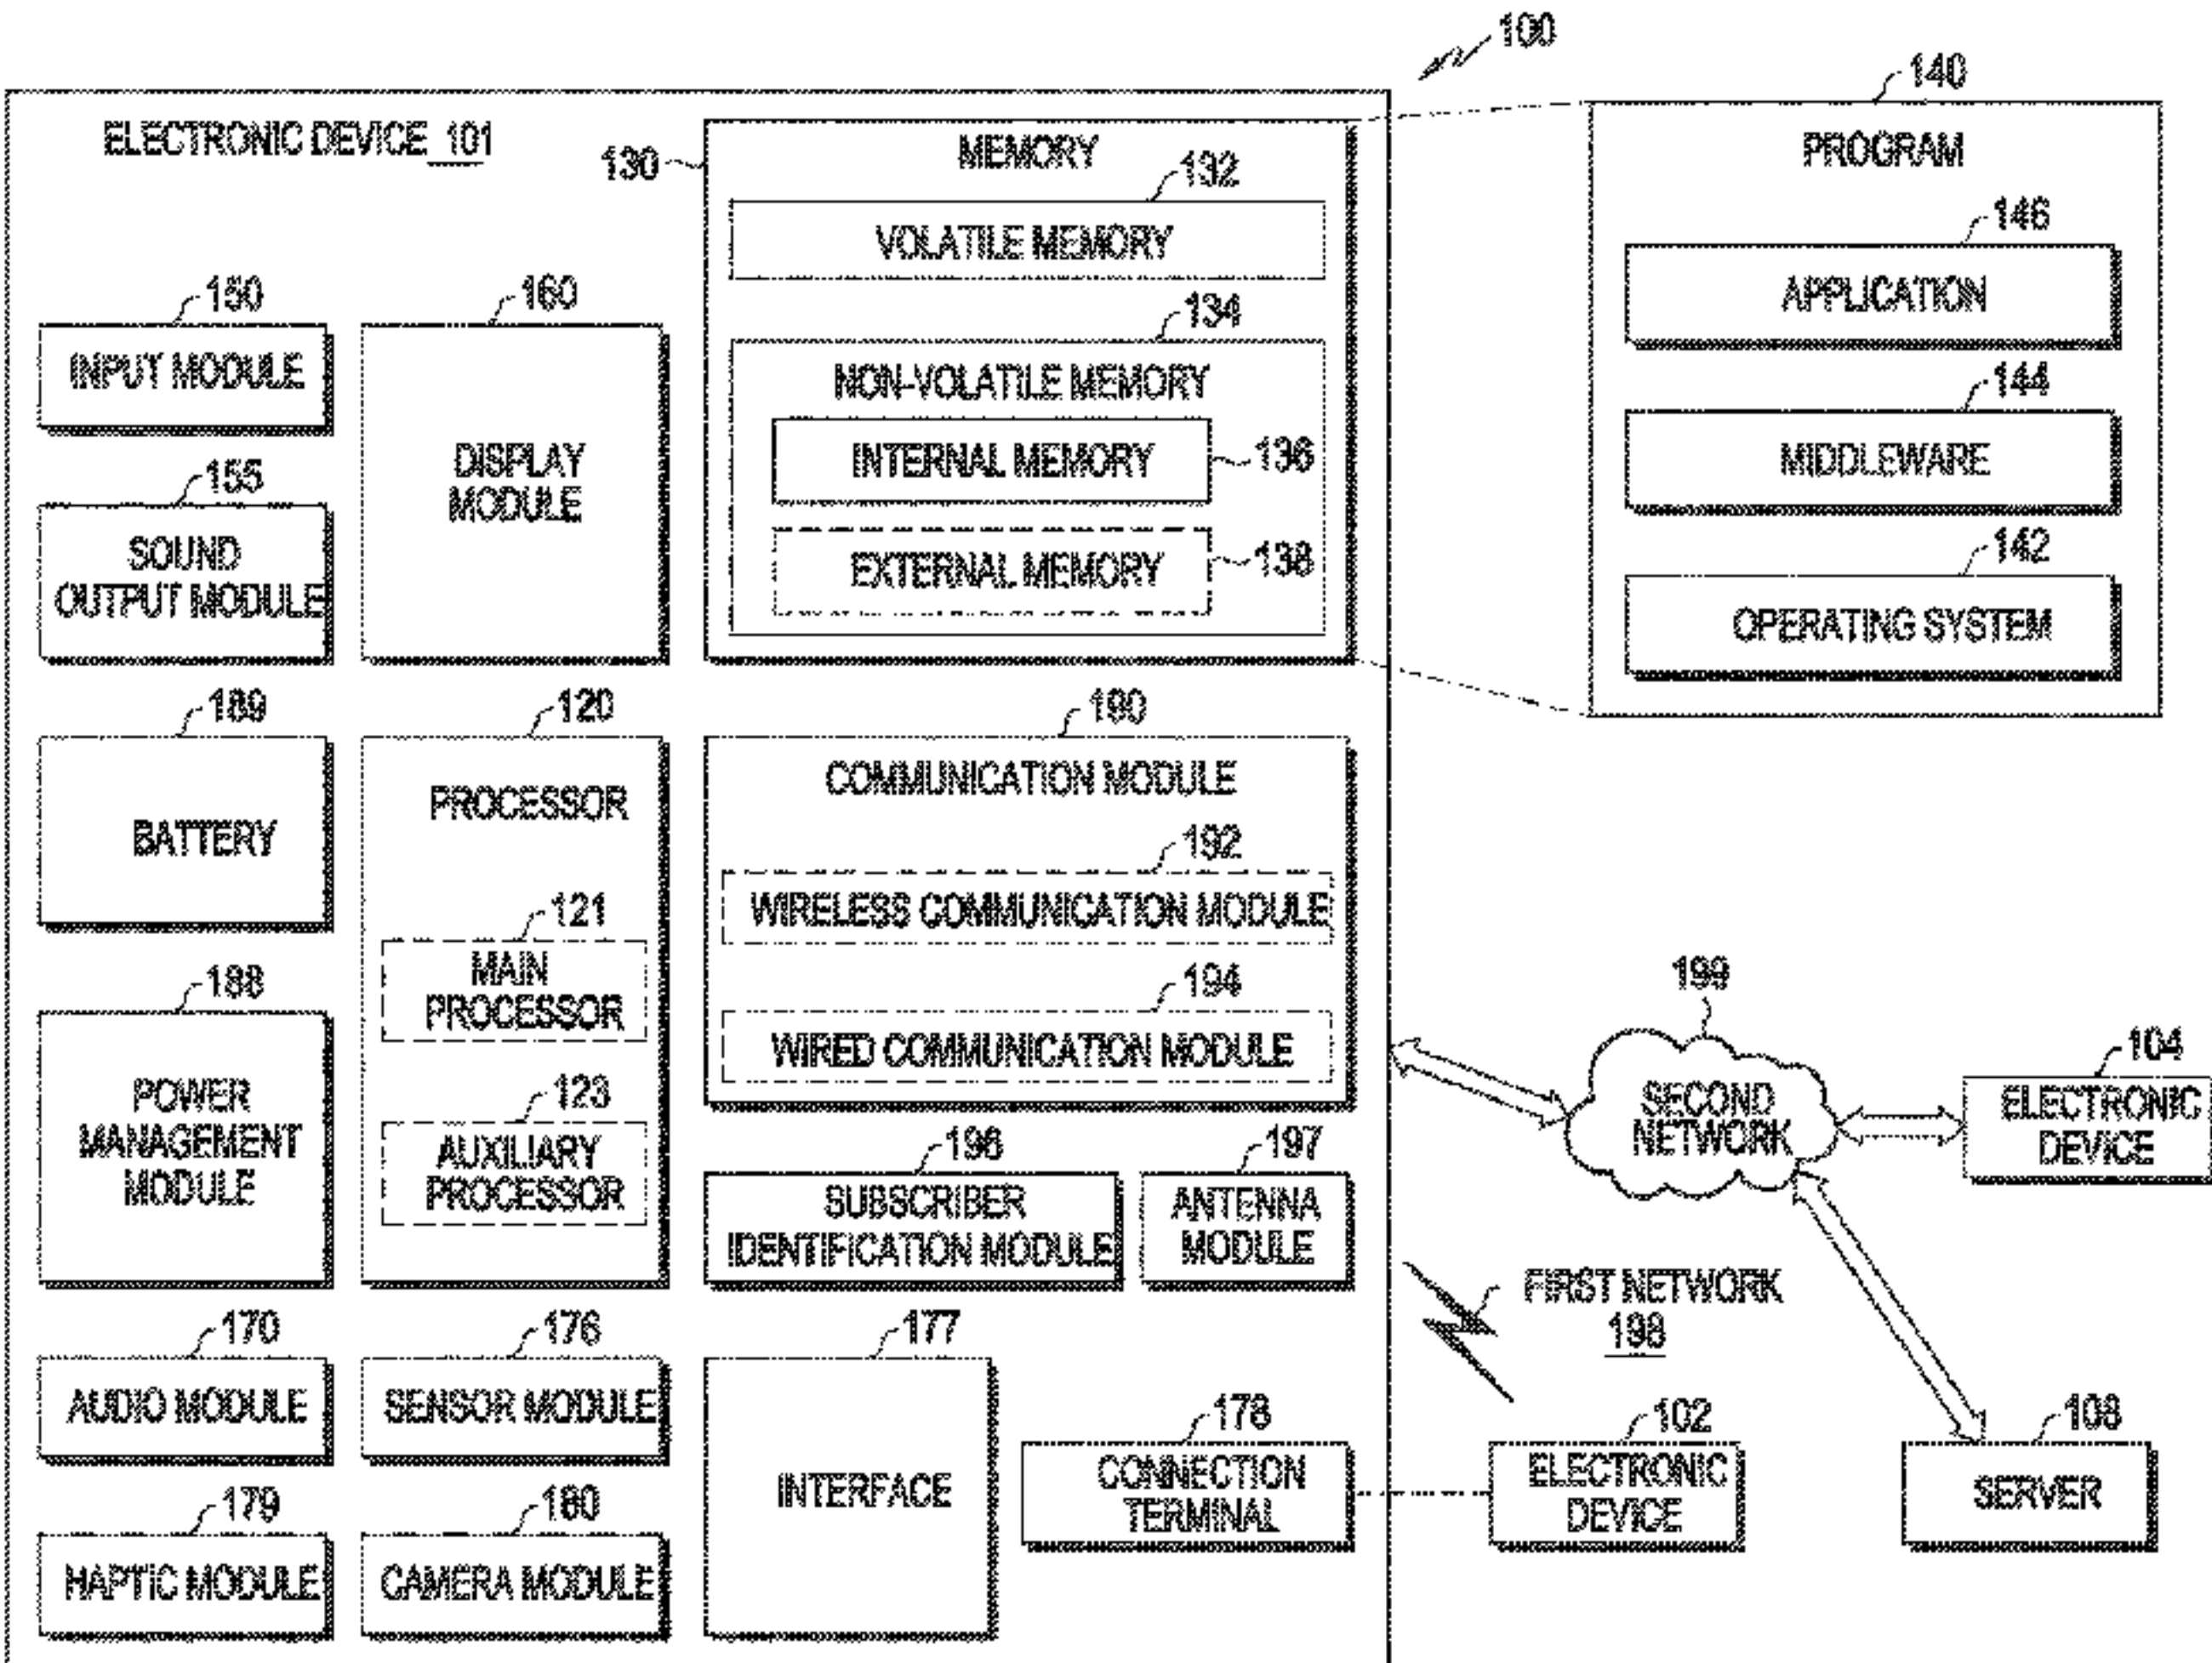 100
ELECTRONIC DEVICE 101
130
MEMORY
132
VOLATILE MEMORY
134
NON-VOLATILE MEMORY
INTERNAL MEMORY
136
EXTERNAL MEMORY
138
140
PROGRAM
146
APPLICATION
144
MIDDLEWARE
142
OPERATING SYSTEM
150
INPUT MODULE
155
SOUND
OUTPUT MODULE
160
DISPLAY
MODULE
189
BATTERY
120
PROCESSOR
121
MAIN
PROCESSOR
123
AUXILIARY
PROCESSOR
190
COMMUNICATION MODULE
192
WIRELESS COMMUNICATION MODULE
194
WIRED COMMUNICATION MODULE
188
POWER
MANAGEMENT
MODULE
196
SUBSCRIBER
IDENTIFICATION MODULE
197
ANTENNA
MODULE
199
SECOND
NETWORK
104
ELECTRONIC
DEVICE
FIRST NETWORK
198
170
AUDIO MODULE
176
SENSOR MODULE
177
INTERFACE
178
CONNECTION
TERMINAL
102
ELECTRONIC
DEVICE
108
SERVER
179
HAPTIC MODULE
180
CAMERA MODULE